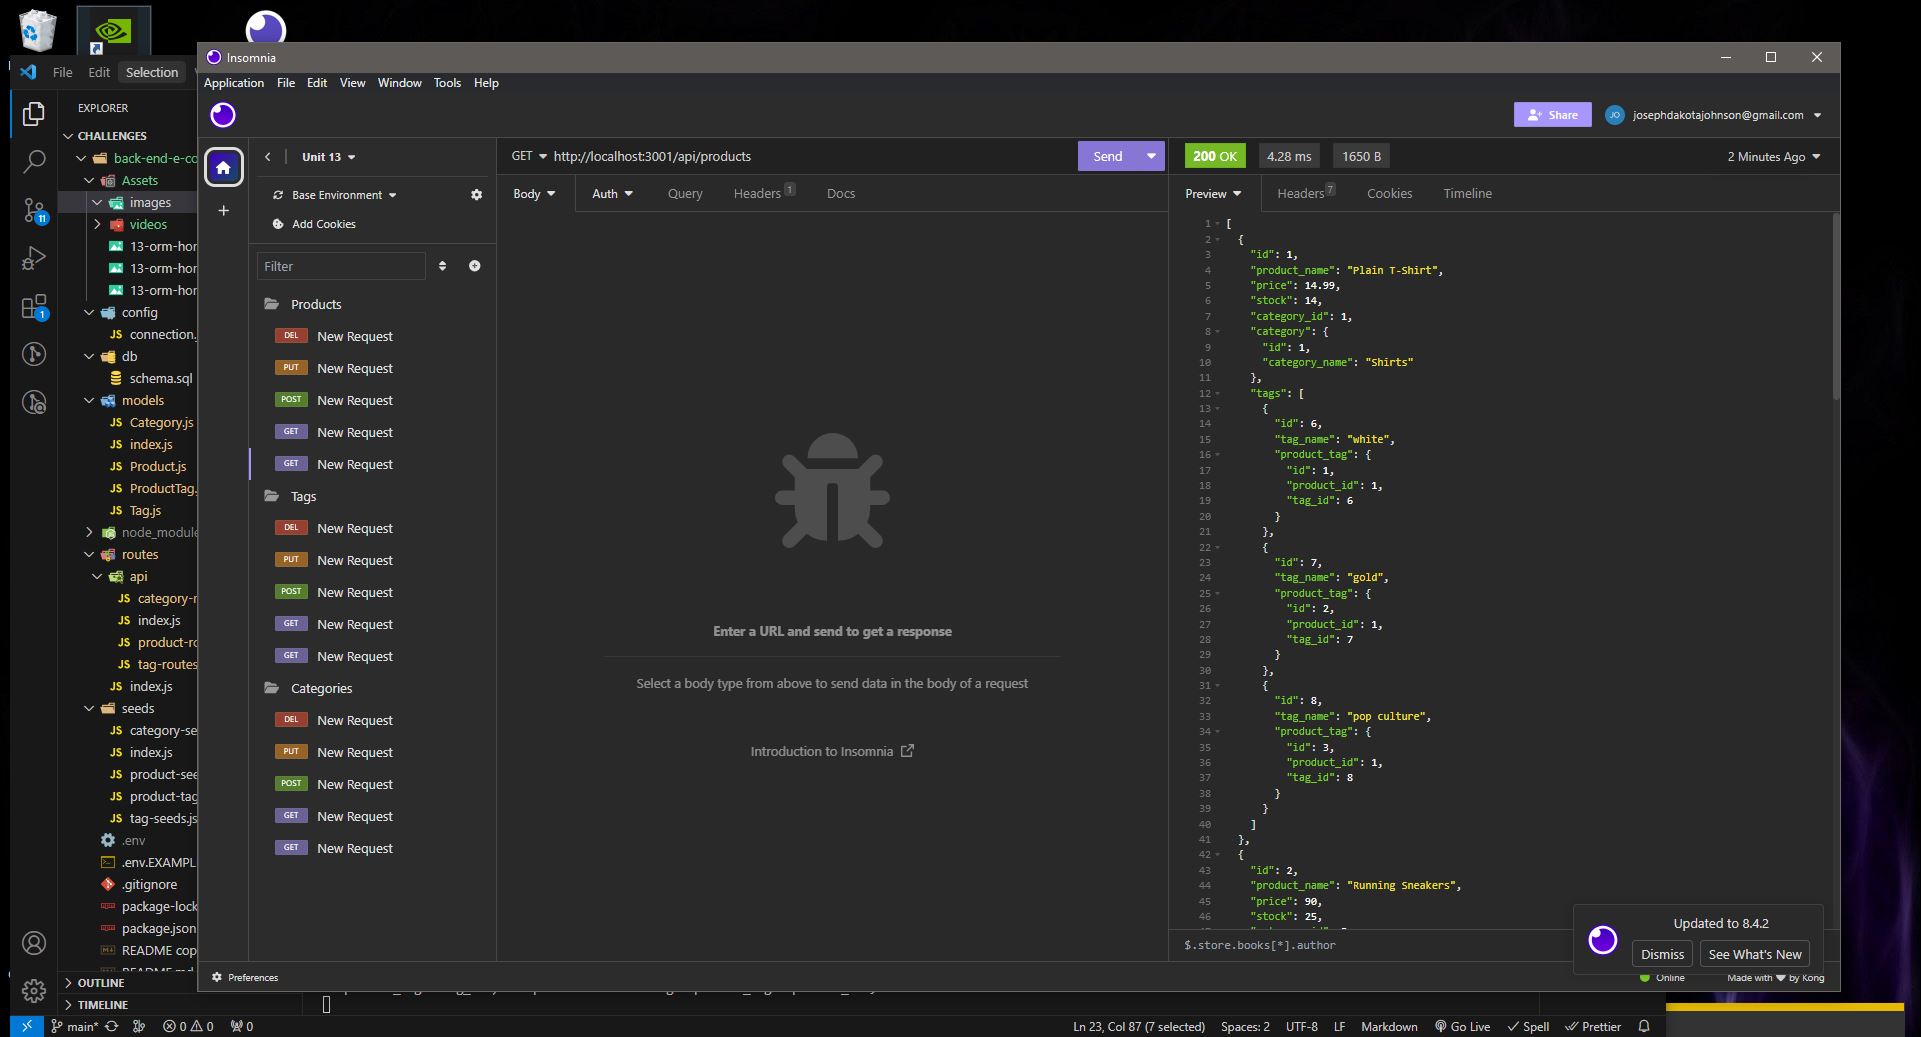 File Edit Selection
EXPLORER
CHALLENGES
back-end-e-co
Assets
images
videos
13-orm-hor
13-orm-hor
13-orm-hor
config
connection.
db
schema.sql
models
Category.js
index.js
Product.js
ProductTag.
Tag.js
node_module
routes
api
category-r
index.js
product-ro
tag-routes
index.js
seeds
category-se
index.js
product-see
product-tag
tag-seeds.js
.env
.env.EXAMPL
.gitignore
package-lock
package.json
README cop
OUTLINE
TIMELINE
11
1
Insomnia
Application File Edit View Window Tools Help
Share JO josephdakotajohnson@gmail.com
Unit 13
Base Environment
Add Cookies
Filter
Products
DEL New Request
PUT New Request
POST New Request
GET New Request
GET New Request
Tags
DEL New Request
PUT New Request
POST New Request
GET New Request
GET New Request
Categories
DEL New Request
PUT New Request
POST New Request
GET New Request
GET New Request
Preferences
GET http://localhost:3001/api/products Send
Body Auth Query Headers 1 Docs
Enter a URL and send to get a response
Select a body type from above to send data in the body of a request
Introduction to Insomnia
200 OK 4.28 ms 1650 B 2 Minutes Ago
Preview Headers 7 Cookies Timeline
1 [
2 {
3 "id": 1,
4 "product_name": "Plain T-Shirt",
5 "price": 14.99,
6 "stock": 14,
7 "category_id": 1,
8 "category": {
9 "id": 1,
10 "category_name": "Shirts"
11 },
12 "tags": [
13 {
14 "id": 6,
15 "tag_name": "white",
16 "product_tag": {
17 "id": 1,
18 "product_id": 1,
19 "tag_id": 6
20 }
21 },
22 {
23 "id": 7,
24 "tag_name": "gold",
25 "product_tag": {
26 "id": 2,
27 "product_id": 1,
28 "tag_id": 7
29 }
30 },
31 {
32 "id": 8,
33 "tag_name": "pop culture",
34 "product_tag": {
35 "id": 3,
36 "product_id": 1,
37 "tag_id": 8
38 }
39 }
40 ]
41 },
42 {
43 "id": 2,
44 "product_name": "Running Sneakers",
45 "price": 90,
46 "stock": 25,
$.store.books[*].author
Updated to 8.4.2
Dismiss See What's New
Online Made with by Kong
main* 0 0 0 Ln 23, Col 87 (7 selected) Spaces: 2 UTF-8 LF Markdown Go Live Spell Prettier